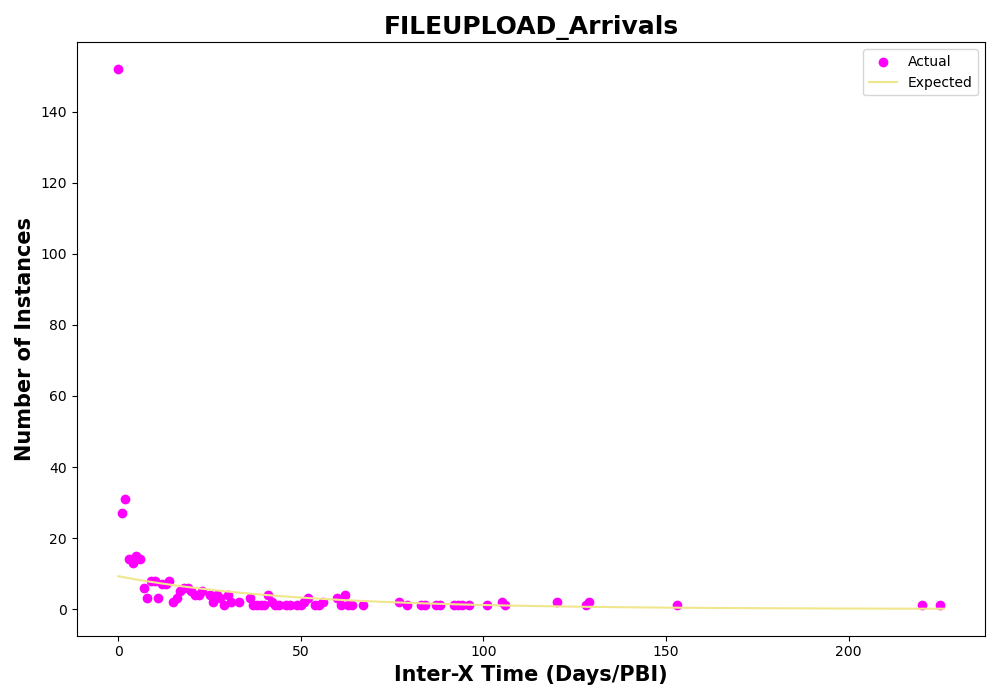 FILEUPLOAD_Arrivals
Actual
Expected
140
120
100
80
60
40
20
0
Number of Instances
0 50 100 150 200
Inter-X Time (Days/PBI)